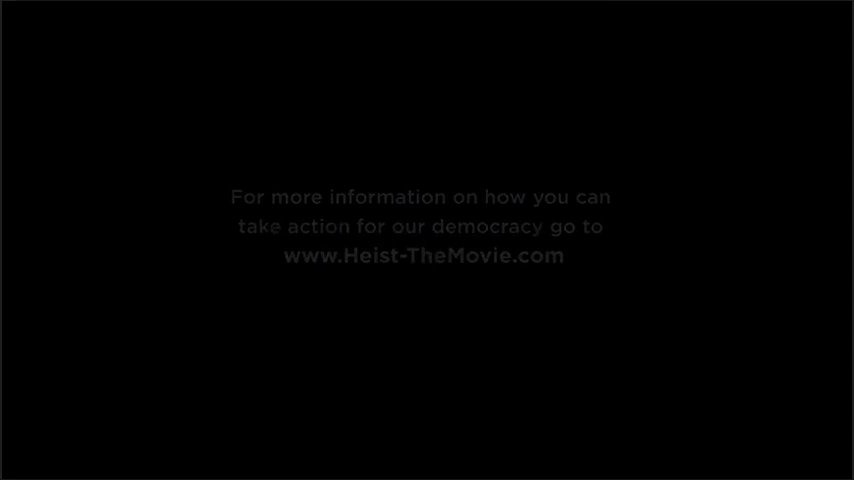 For more information on how you can
take action for our democracy go to
www.Heist-TheMovie.com